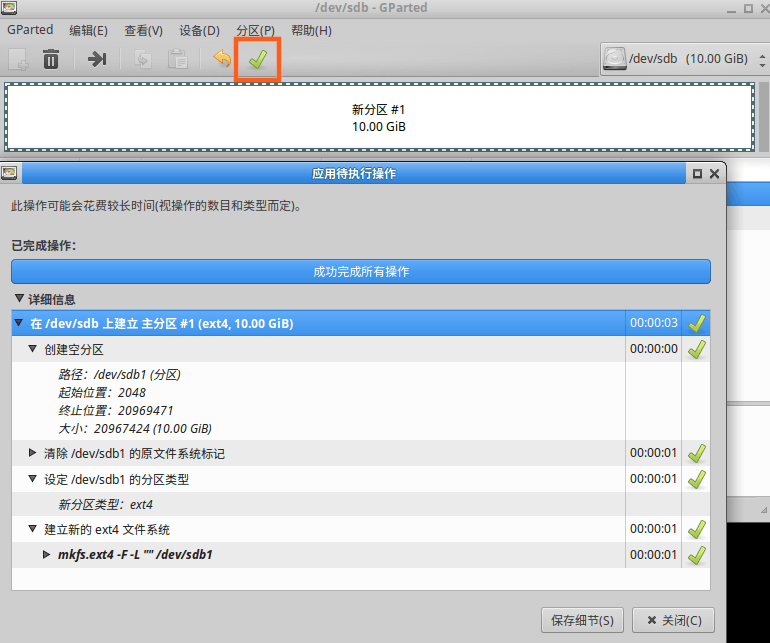 /dev/sdb - GParted
GParted 编辑(E) 查看(V) 设备(D) 分区(P) 帮助(H)
/dev/sdb (10.00 GiB)
新分区 #1
10.00 GiB
应用待执行操作
此操作可能会花费较长时间(视操作的数目和类型而定)。
已完成操作：
成功完成所有操作
详细信息
在 /dev/sdb 上建立 主分区 #1 (ext4, 10.00 GiB) 00:00:03
创建空分区 00:00:00
路径：/dev/sdb1 (分区)
起始位置：2048
终止位置：20969471
大小：20967424 (10.00 GiB)
清除 /dev/sdb1 的原文件系统标记 00:00:01
设定 /dev/sdb1 的分区类型 00:00:01
新分区类型：ext4
建立新的 ext4 文件系统 00:00:01
mkfs.ext4 -F -L "" /dev/sdb1 00:00:01
保存细节(S) 关闭(C)